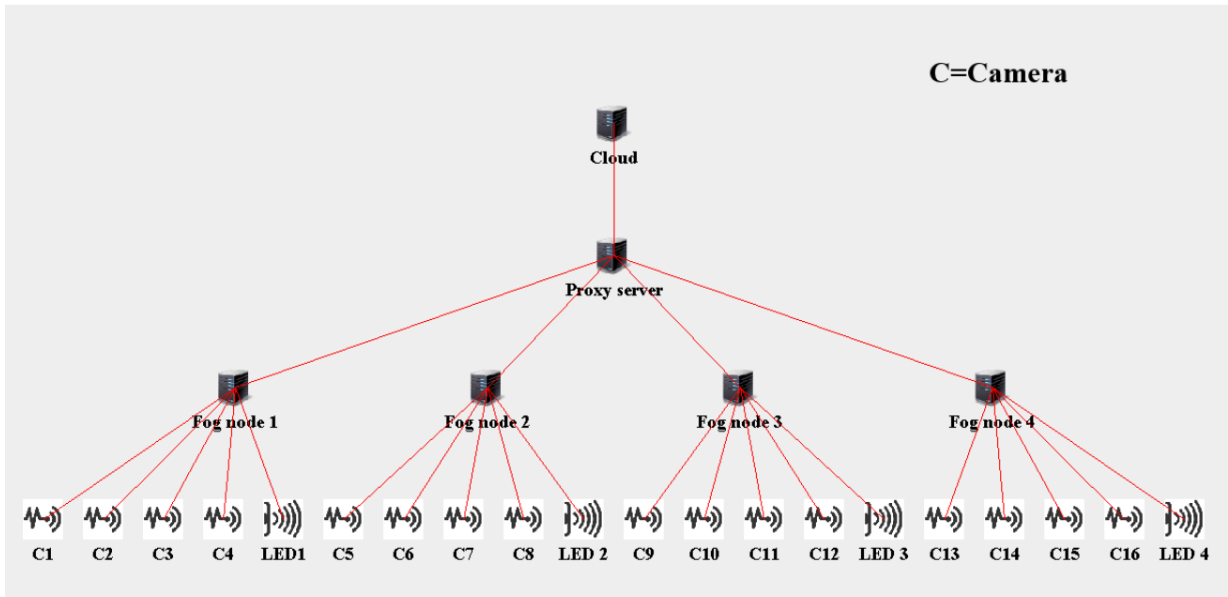 C=Camera
Cloud
Proxy server
Fog node 1
Fog node 2
Fog node 3
Fog node 4
C1
C2
C3
C4
LED1
C5
C6
C7
C8
LED 2
C9
C10
C11
C12
LED 3
C13
C14
C15
C16
LED 4